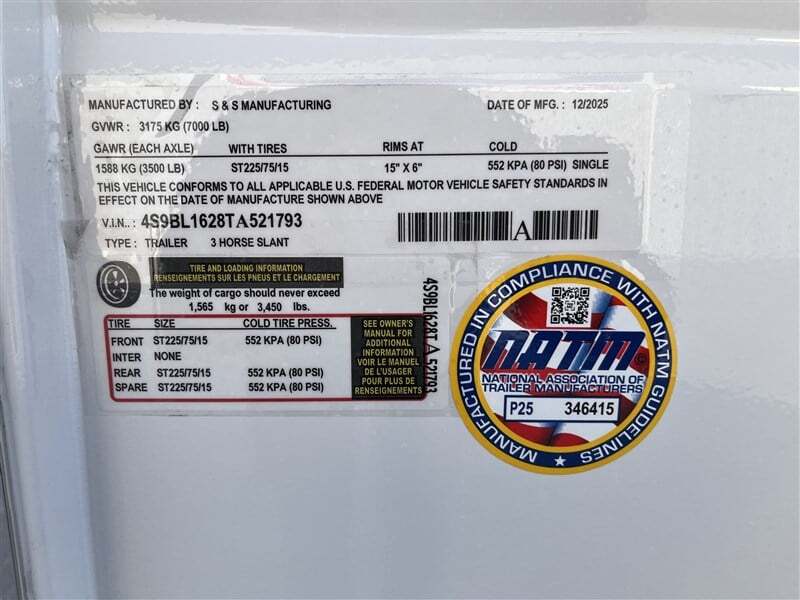 MANUFACTURED BY : S & S MANUFACTURING DATE OF MFG. : 12/2025
GVWR : 3175 KG (7000 LB)
GAWR (EACH AXLE) WITH TIRES RIMS AT COLD
1588 KG (3500 LB) ST225/75/15 15" X 6" 552 KPA (80 PSI) SINGLE
THIS VEHICLE CONFORMS TO ALL APPLICABLE U.S. FEDERAL MOTOR VEHICLE SAFETY STANDARDS IN
EFFECT ON THE DATE OF MANUFACTURE SHOWN ABOVE
V.I.N.. : 4S9BL1628TA521793
A
TYPE : TRAILER 3 HORSE SLANT
TIRE AND LOADING INFORMATION
RENSEIGNEMENTS SUR LES PNEUS ET LE CHARGEMENT
The weight of cargo should never exceed
1,565 kg or 3,450 lbs.
TIRE SIZE COLD TIRE PRESS.
FRONT ST225/75/15 552 KPA (80 PSI)
INTER NONE
REAR ST225/75/15 552 KPA (80 PSI)
SPARE ST225/75/15 552 KPA (80 PSI)
SEE OWNER'S
MANUAL FOR
ADDITIONAL
INFORMATION
VOIR LE MANUEL
DE L'USAGER
POUR PLUS DE
RENSEIGNEMENTS
4S9BL1628TA521793
MANUFACTURED IN COMPLIANCE WITH NATM GUIDELINES
NATM
NATIONAL ASSOCIATION OF
TRAILER MANUFACTURERS
P25 346415